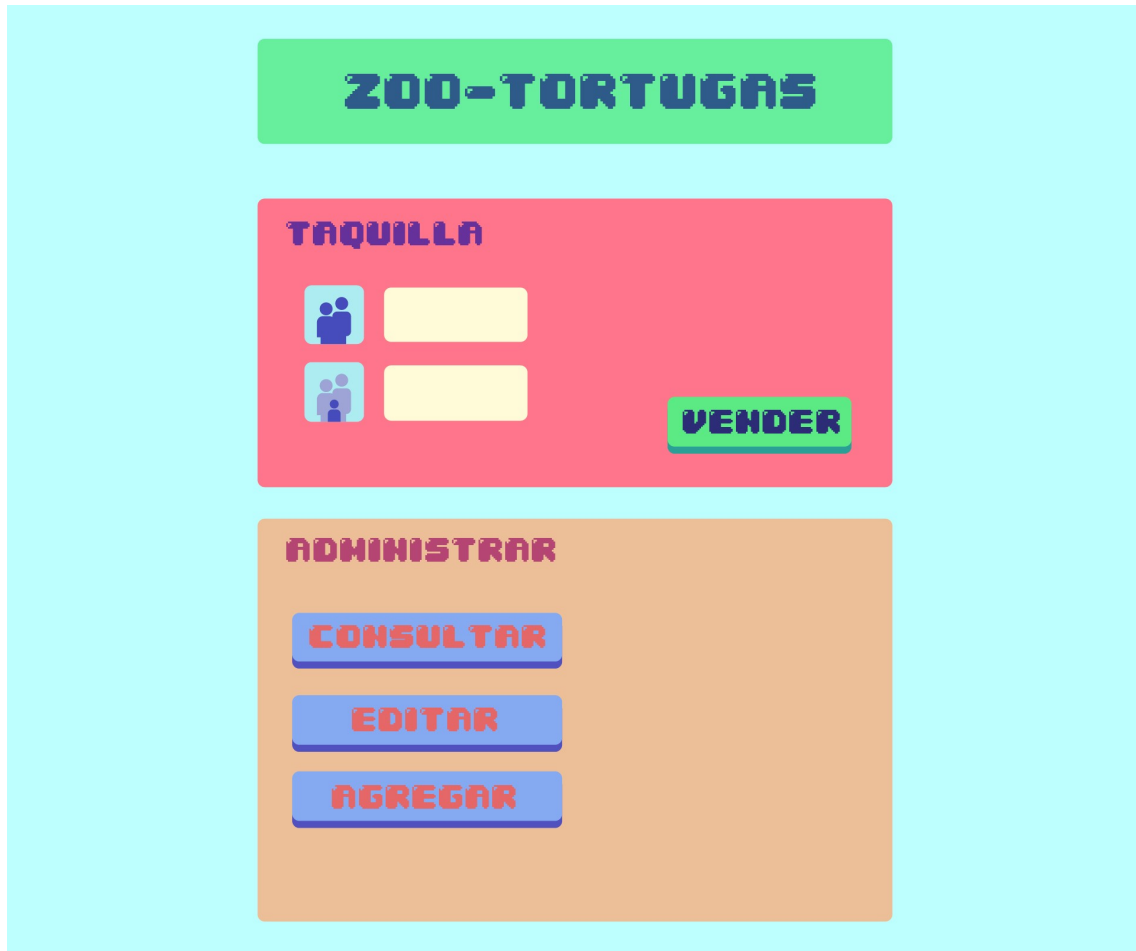 ZOO-TORTUGAS
TAQUILLA
VENDER
ADMINISTRAR
CONSULTAR
EDITAR
AGREGAR